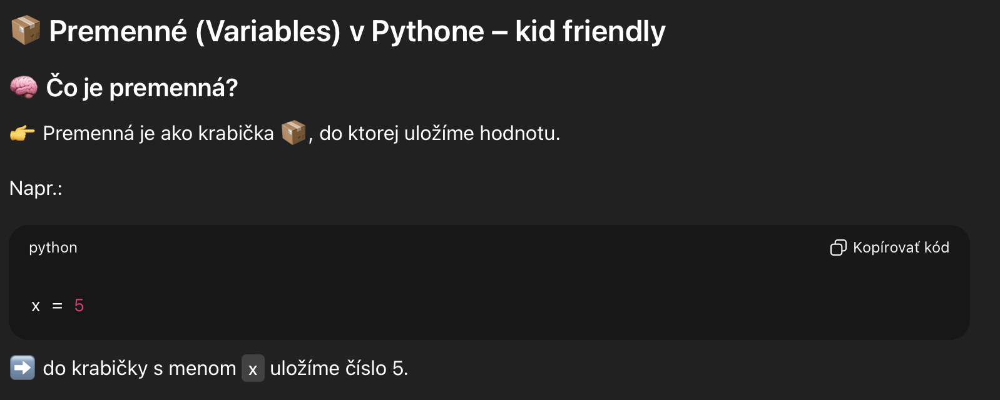 📦 Premenné (Variables) v Pythone – kid friendly
🧠 Čo je premenná?
👉 Premenná je ako krabička 📦, do ktorej uložíme hodnotu.
Napr.:
python
Kopírovať kód
x = 5
➡️ do krabičky s menom x uložíme číslo 5.